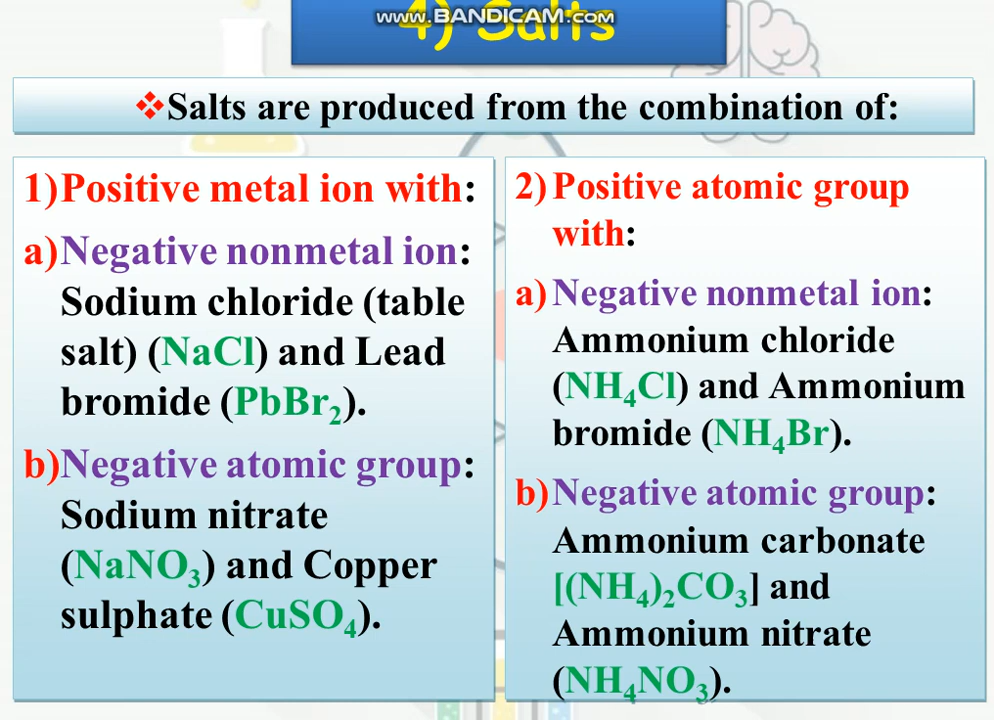 www.BANDICAM.com
4) Salts
❖Salts are produced from the combination of:
1)Positive metal ion with:
a)Negative nonmetal ion:
Sodium chloride (table
salt) (NaCl) and Lead
bromide (PbBr₂).
b)Negative atomic group:
Sodium nitrate
(NaNO₃) and Copper
sulphate (CuSO₄).
2) Positive atomic group
with:
a) Negative nonmetal ion:
Ammonium chloride
(NH₄Cl) and Ammonium
bromide (NH₄Br).
b)Negative atomic group:
Ammonium carbonate
[(NH₄)₂CO₃] and
Ammonium nitrate
(NH₄NO₃).